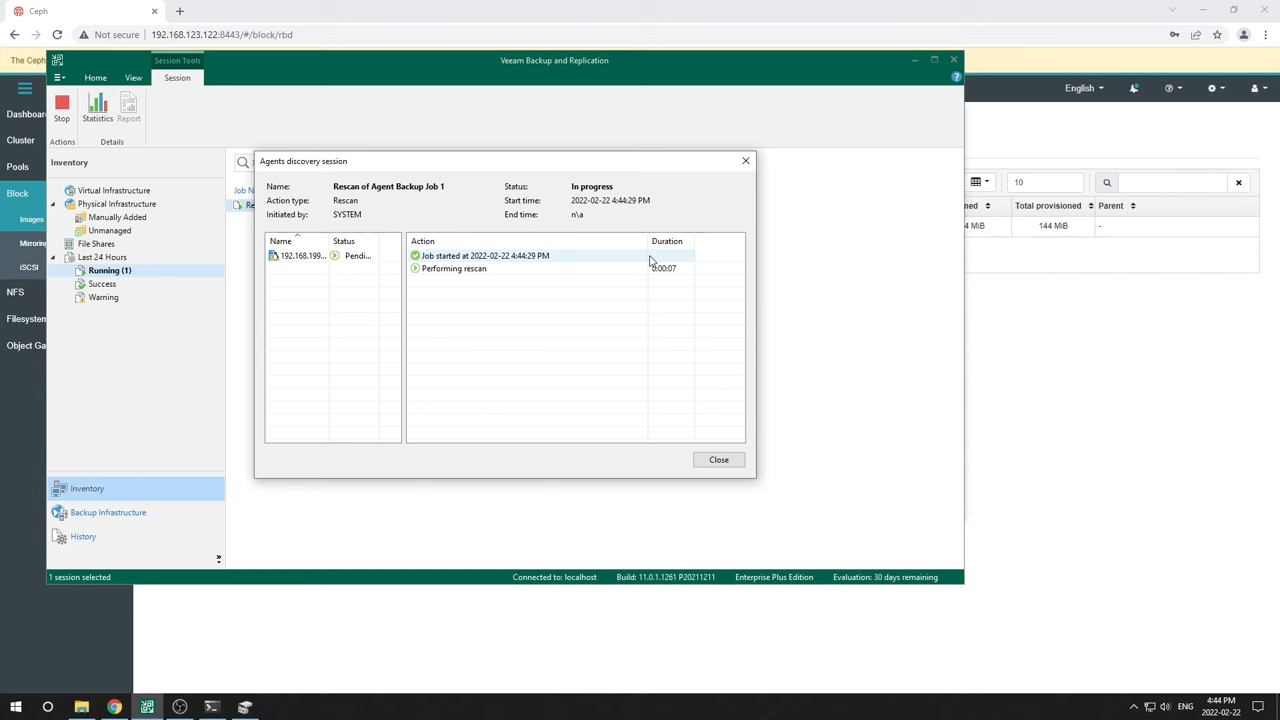 Ceph
192.168.123.122:8443/#/block/rbd
The Ceph
Session Tools
Veeam Backup and Replication
Home
View
Session
English
Stop
Statistics
Report
Actions
Details
Dashboard
Cluster
Pools
Block
Images
Mirroring
iSCSI
NFS
Filesystems
Object Ga
Inventory
Virtual Infrastructure
Physical Infrastructure
Manually Added
Unmanaged
File Shares
Last 24 Hours
Running (1)
Success
Warning
Job N
Re
Agents discovery session
Name:
Rescan of Agent Backup Job 1
Status:
In progress
Action type:
Rescan
Start time:
2022-02-22 4:44:29 PM
Initiated by:
SYSTEM
End time:
n\a
Name
Status
Action
Duration
192.168.199...
Pendi...
Job started at 2022-02-22 4:44:29 PM
Performing rescan
0:00:07
Close
10
ned
Total provisioned
Parent
4 MiB
144 MiB
-
Inventory
Backup Infrastructure
History
1 session selected
Connected to: localhost
Build: 11.0.1.1261 P20211211
Enterprise Plus Edition
Evaluation: 30 days remaining
ENG
4:44 PM
2022-02-22